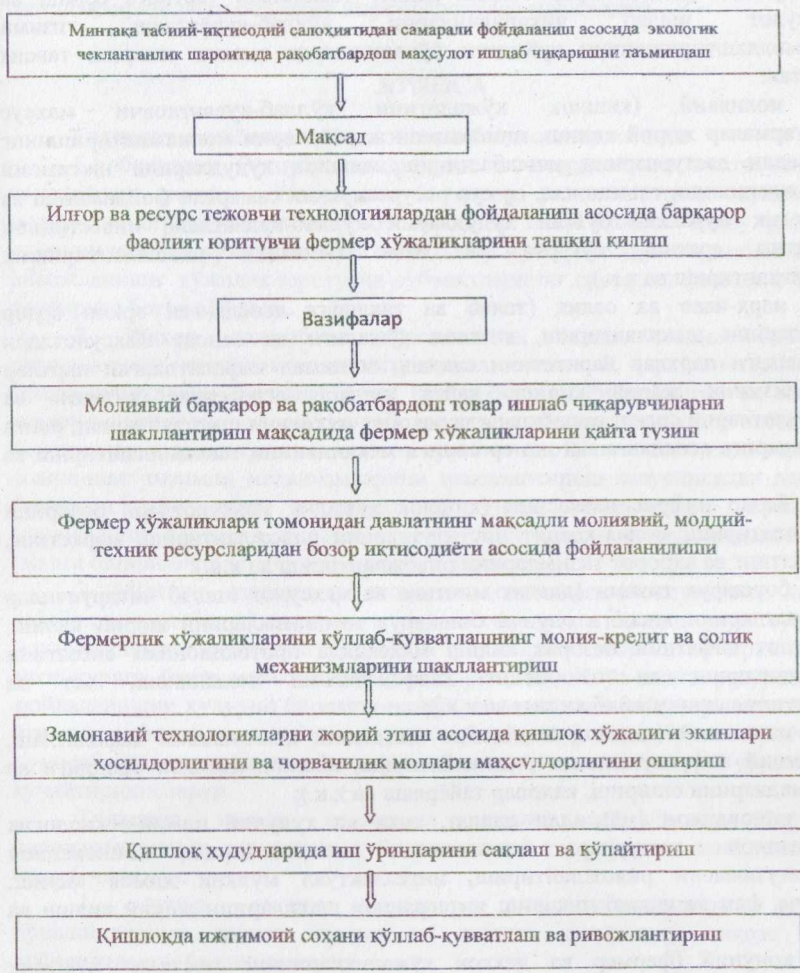 Минтақа табиий-иқтисодий салоҳиятидан самарали фойдаланиш асосида экологик
чекланганлик шароитида рақобатбардош маҳсулот ишлаб чиқаришни таъминлаш
Мақсад
Илғор ва ресурс тежовчи технологиялардан фойдаланиш асосида барқарор
фаолият юритувчи фермер хўжаликларини ташкил қилиш
Вазифалар
Молиявий барқарор ва рақобатбардош товар ишлаб чиқарувчиларни
шакллантириш мақсадида фермер хўжаликларини қайта тузиш
Фермер хўжаликлари томонидан давлатнинг мақсадли молиявий, моддий-
техник ресурсларидан бозор иқтисодиёти асосида фойдаланилиши
Фермерлик хўжаликларини қўллаб-қувватлашнинг молия-кредит ва солиқ
механизмларини шакллантириш
Замонавий технологияларни жорий этиш асосида қишлоқ хўжалиги экинлари
ҳосилдорлигини ва чорвачилик моллари маҳсулдорлигини ошириш
Қишлоқ ҳудудларида иш ўринларини сақлаш ва кўпайтириш
Қишлоқда ижтимоий соҳани қўллаб-қувватлаш ва ривожлантириш